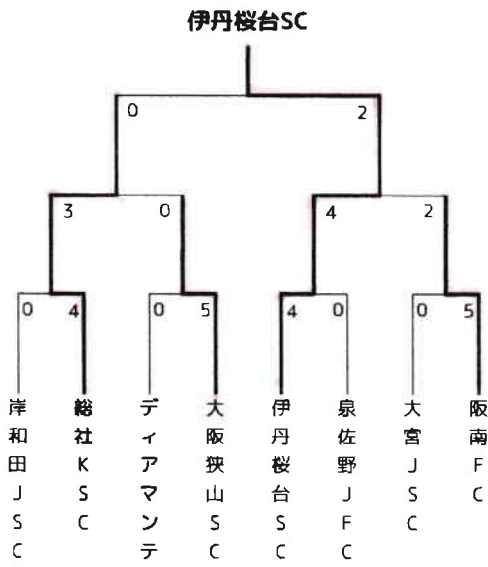 伊丹桜台SC
0 2
3 0 4 2
0 4 0 5 4 0 0 5
岸和田JSC
総社KSC
ディアマンテ
大阪狭山SC
伊丹桜台SC
泉佐野JFC
大宮JSC
阪南FC